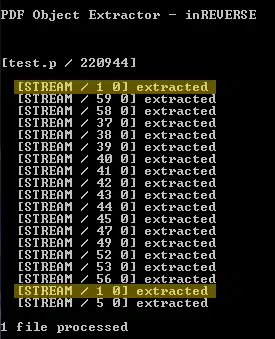 PDF Object Extractor - inREVERSE
[test.p / 220944]
[STREAM / 1 0] extracted
[STREAM / 59 0] extracted
[STREAM / 58 0] extracted
[STREAM / 37 0] extracted
[STREAM / 38 0] extracted
[STREAM / 39 0] extracted
[STREAM / 40 0] extracted
[STREAM / 41 0] extracted
[STREAM / 42 0] extracted
[STREAM / 43 0] extracted
[STREAM / 44 0] extracted
[STREAM / 45 0] extracted
[STREAM / 47 0] extracted
[STREAM / 49 0] extracted
[STREAM / 52 0] extracted
[STREAM / 53 0] extracted
[STREAM / 56 0] extracted
[STREAM / 1 0] extracted
[STREAM / 5 0] extracted
1 file processed